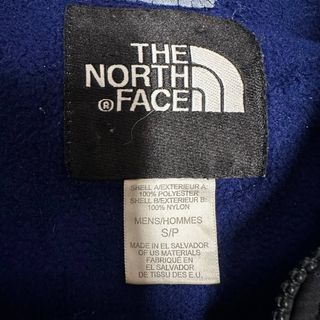 THE
NORTH
® FACE
SHELL A/EXTERIEUR A:
100% POLYESTER
SHELL B/EXTERIEUR B:
100% NYLON
MENS/HOMMES
S/P
MADE IN EL SALVADOR
OF US MATERIALS
FABRIQUÉ EN
EL SALVADOR
DE TISSU DES E.U.